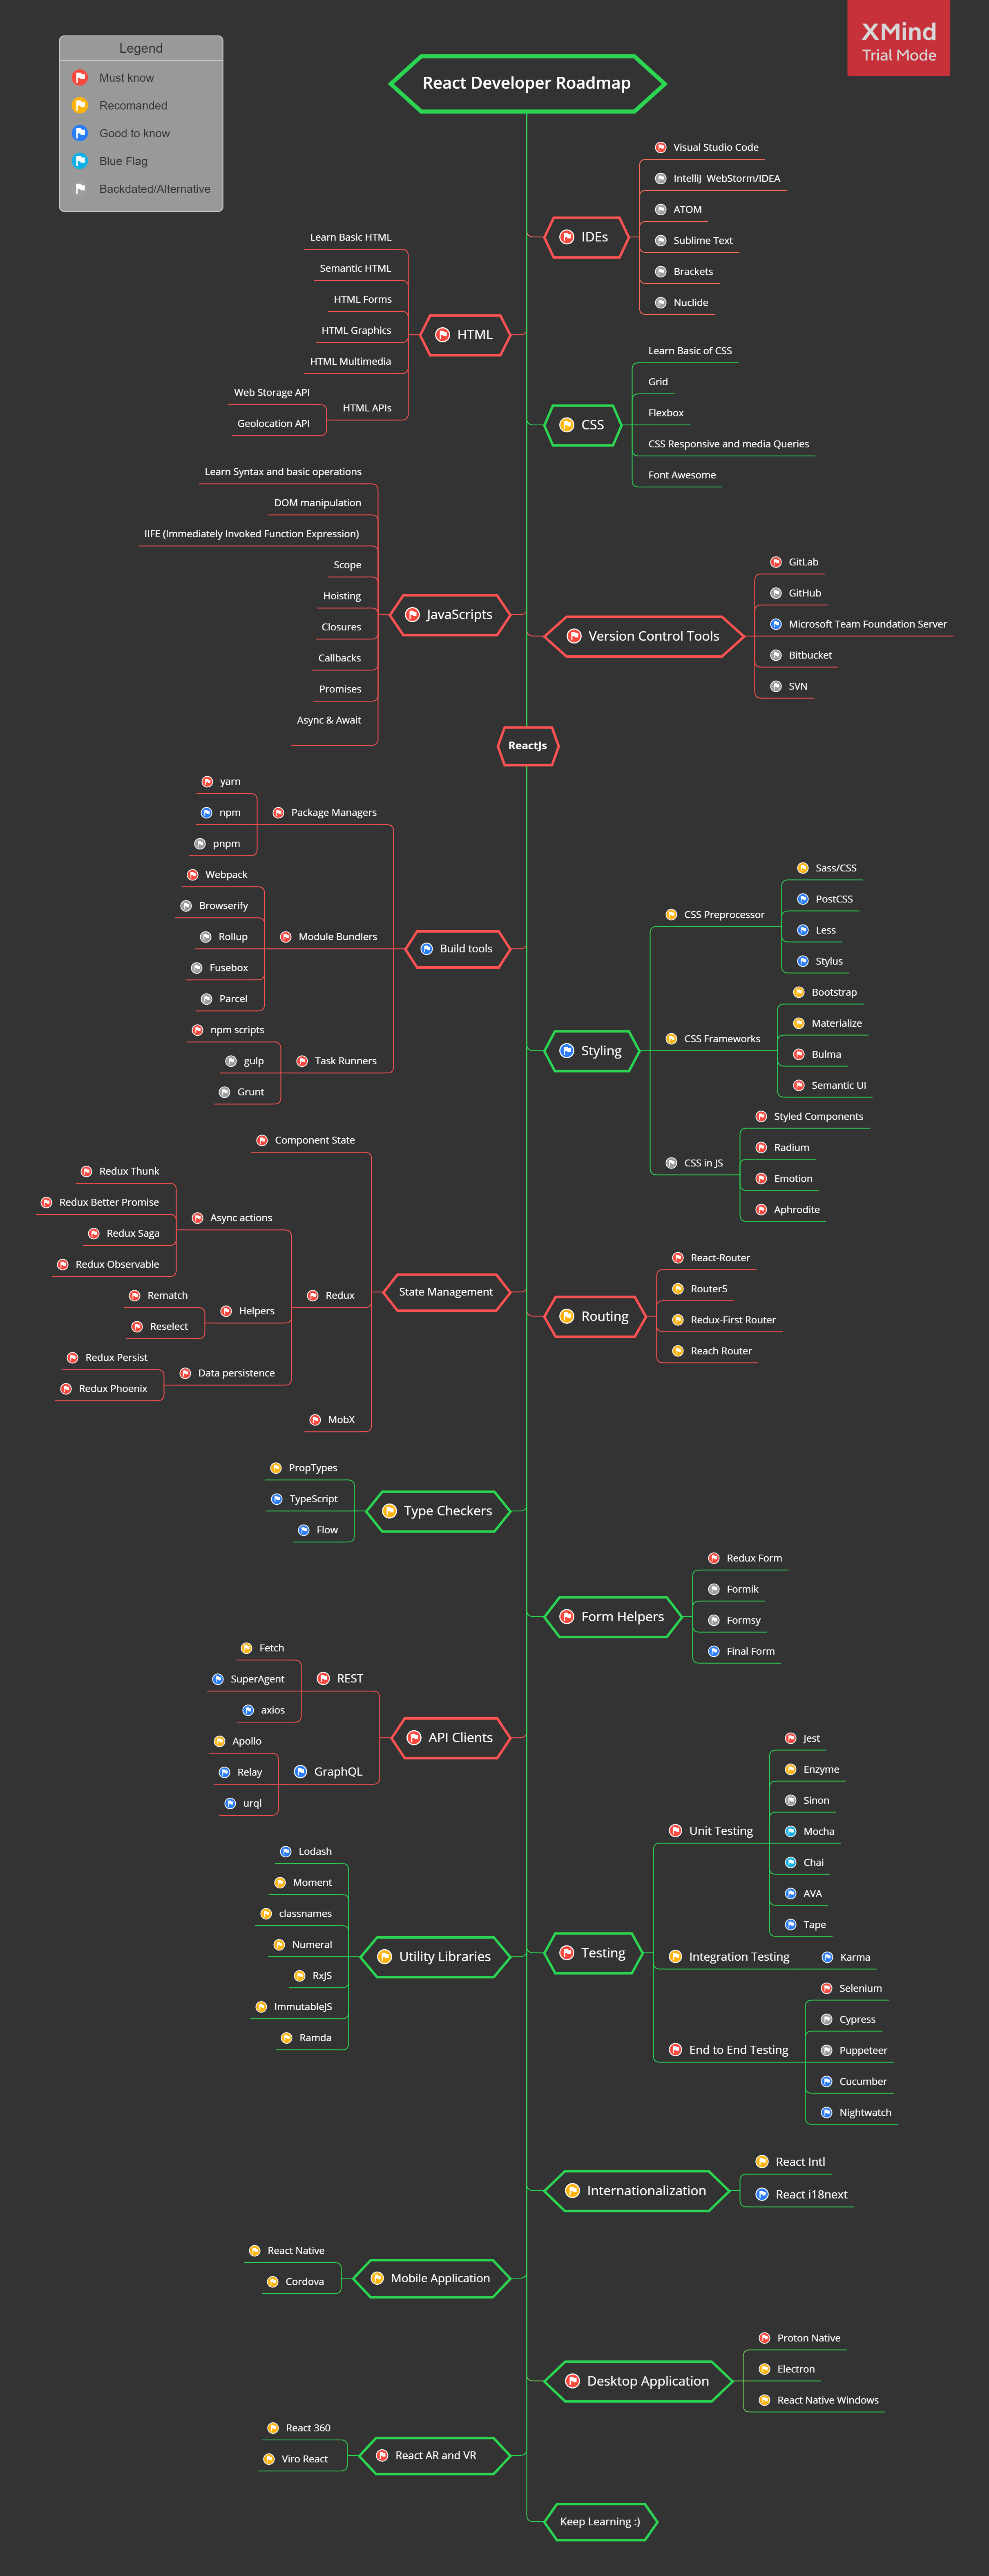 XMind
Trial Mode
Legend
Must know
Recomanded
Good to know
Blue Flag
Backdated/Alternative
React Developer Roadmap
IDEs
Visual Studio Code
IntelliJ WebStorm/IDEA
ATOM
Sublime Text
Brackets
Nuclide
HTML
Learn Basic HTML
Semantic HTML
HTML Forms
HTML Graphics
HTML Multimedia
HTML APIs
Web Storage API
Geolocation API
CSS
Learn Basic of CSS
Grid
Flexbox
CSS Responsive and media Queries
Font Awesome
JavaScripts
Learn Syntax and basic operations
DOM manipulation
IIFE (Immediately Invoked Function Expression)
Scope
Hoisting
Closures
Callbacks
Promises
Async & Await
Version Control Tools
GitLab
GitHub
Microsoft Team Foundation Server
Bitbucket
SVN
ReactJs
Build tools
Package Managers
yarn
npm
pnpm
Module Bundlers
Webpack
Browserify
Rollup
Fusebox
Parcel
Task Runners
npm scripts
gulp
Grunt
Styling
CSS Preprocessor
Sass/CSS
PostCSS
Less
Stylus
CSS Frameworks
Bootstrap
Materialize
Bulma
Semantic UI
CSS in JS
Styled Components
Radium
Emotion
Aphrodite
State Management
Component State
Redux
Async actions
Redux Thunk
Redux Better Promise
Redux Saga
Redux Observable
Helpers
Rematch
Reselect
Data persistence
Redux Persist
Redux Phoenix
MobX
Routing
React-Router
Router5
Redux-First Router
Reach Router
Type Checkers
PropTypes
TypeScript
Flow
Form Helpers
Redux Form
Formik
Formsy
Final Form
API Clients
REST
Fetch
SuperAgent
axios
GraphQL
Apollo
Relay
urql
Utility Libraries
Lodash
Moment
classnames
Numeral
RxJS
ImmutableJS
Ramda
Testing
Unit Testing
Jest
Enzyme
Sinon
Mocha
Chai
AVA
Tape
Integration Testing
Karma
End to End Testing
Selenium
Cypress
Puppeteer
Cucumber
Nightwatch
Internationalization
React Intl
React i18next
Mobile Application
React Native
Cordova
Desktop Application
Proton Native
Electron
React Native Windows
React AR and VR
React 360
Viro React
Keep Learning :)